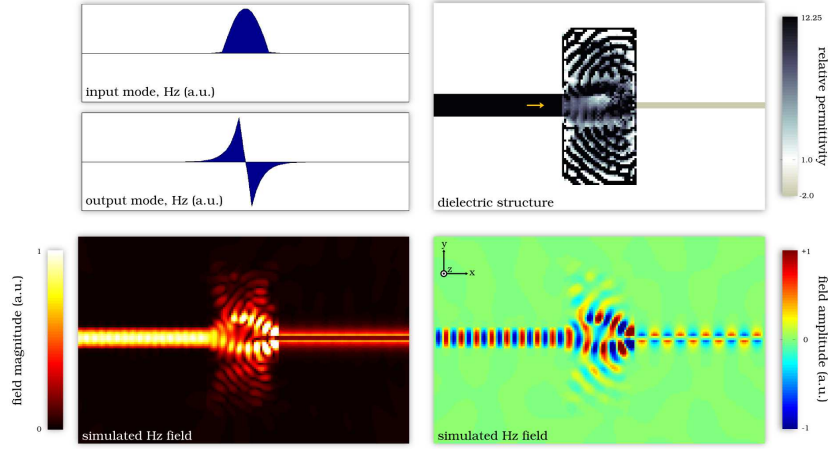 input mode, Hz (a.u.)
output mode, Hz (a.u.)
dielectric structure
12.25
1.0
-2.0
relative permittivity
field magnitude (a.u.)
1
0
simulated Hz field
y
z
x
simulated Hz field
+1
0
-1
field amplitude (a.u.)